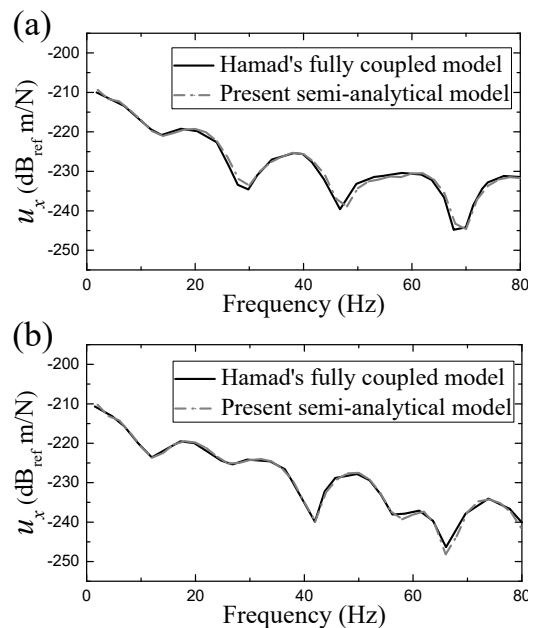 (a)
Hamad's fully coupled model
Present semi-analytical model
-200
-210
-220
-230
-240
-250
u_x (dB_ref m/N)
0 20 40 60 80
Frequency (Hz)
(b)
Hamad's fully coupled model
Present semi-analytical model
-200
-210
-220
-230
-240
-250
u_x (dB_ref m/N)
0 20 40 60 80
Frequency (Hz)